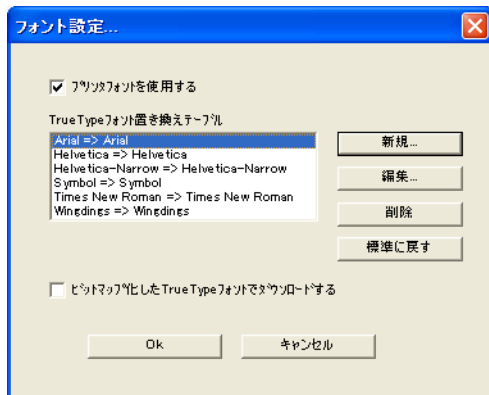 フォント設定...
ﾌﾟﾘﾝﾀﾌｫﾝﾄを使用する
TrueTypeﾌｫﾝﾄ置き換えﾃｰﾌﾞﾙ
Arial => Arial
Helvetica => Helvetica
Helvetica-Narrow => Helvetica-Narrow
Symbol => Symbol
Times New Roman => Times New Roman
Wingdings => Wingdings
新規...
編集...
削除
標準に戻す
ﾋﾞｯﾄﾏｯﾌﾟ化したTrueTypeﾌｫﾝﾄでﾀﾞｳﾝﾛｰﾄﾞする
Ok
ｷｬﾝｾﾙ